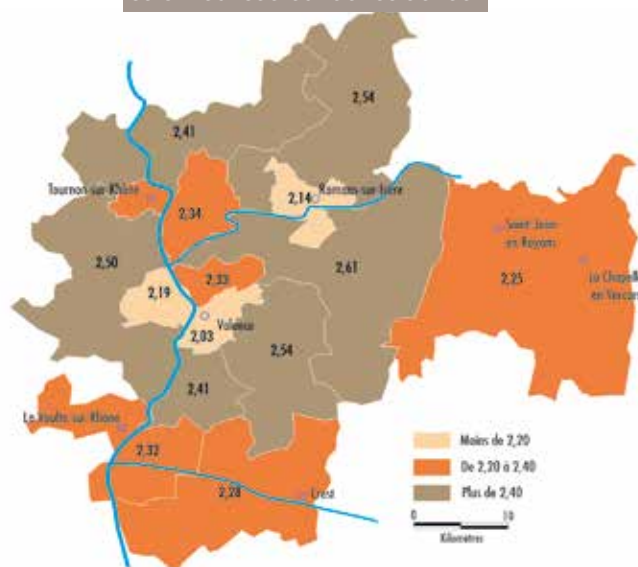 2,54
2,41
Tournon-sur-Rhône
2,34
2,14
Romans-sur-Isère
Saint Jean
en Royans
2,50
2,61
2,33
2,19
2,25
La Chapelle
en Vercors
Valence
2,03
2,54
2,41
La Voulte-sur-Rhône
2,32
2,28
Crest
Moins de 2,20
De 2,20 à 2,40
Plus de 2,40
0 10
Kilomètres